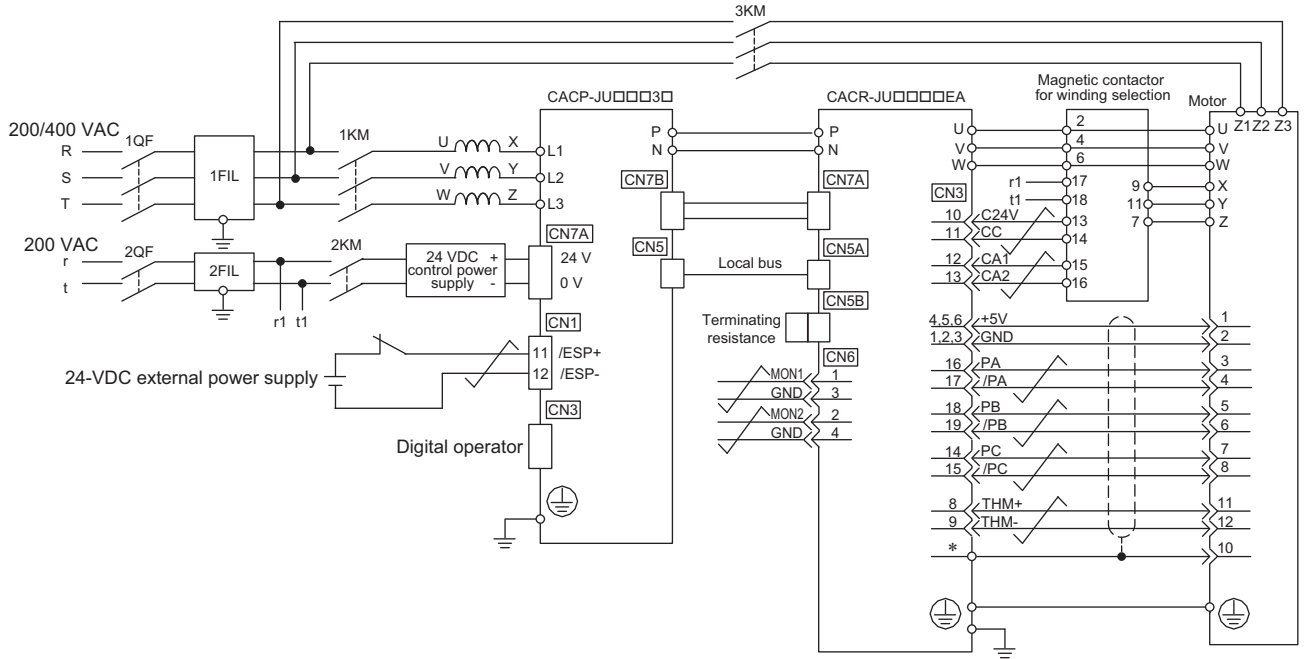 3KM
CACP-JU□□□3□
CACR-JU□□□□EA
Magnetic contactor
for winding selection
Motor
Z1 Z2 Z3
200/400 VAC
R
S
T
1QF
1FIL
1KM
U X
V Y
W Z
L1
L2
L3
P
N
P
N
U
V
W
2
4
6
U
V
W
CN7B
CN7A
CN3
r1
17
t1
18
9
11
7
X
Y
Z
10 C24V 13
11 CC 14
12 CA1 15
13 CA2 16
200 VAC
r
t
2QF
2FIL
r1 t1
2KM
24 VDC +
control power
supply -
CN7A
24 V
0 V
CN5
Local bus
CN5A
CN5B
Terminating
resistance
CN1
11 /ESP+
12 /ESP-
24-VDC external power supply
CN3
Digital operator
CN6
MON1 1
GND 3
MON2 2
GND 4
4,5,6 +5V 1
1,2,3 GND 2
16 PA 3
17 /PA 4
18 PB 5
19 /PB 6
14 PC 7
15 /PC 8
8 THM+ 11
9 THM- 12
* 10